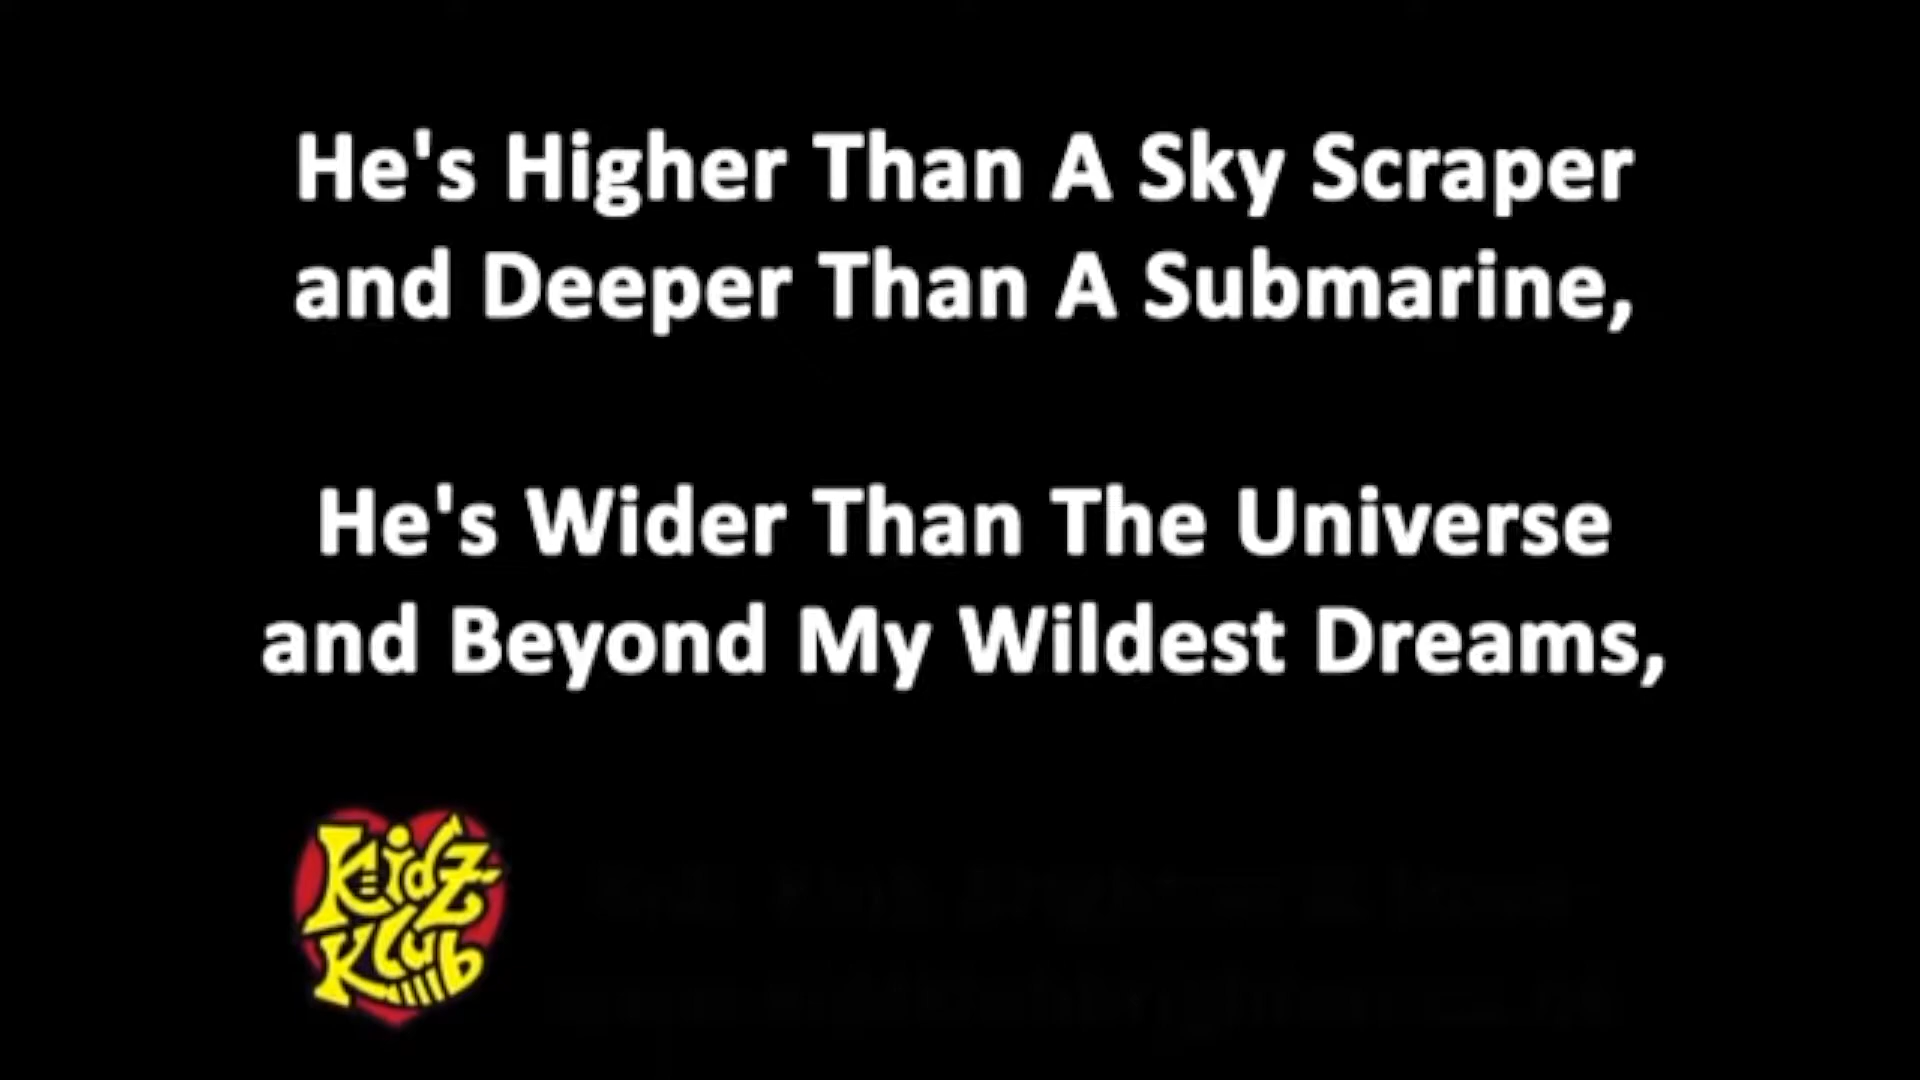 He's Higher Than A Sky Scraper
and Deeper Than A Submarine,
He's Wider Than The Universe
and Beyond My Wildest Dreams,
Kidz
Klub